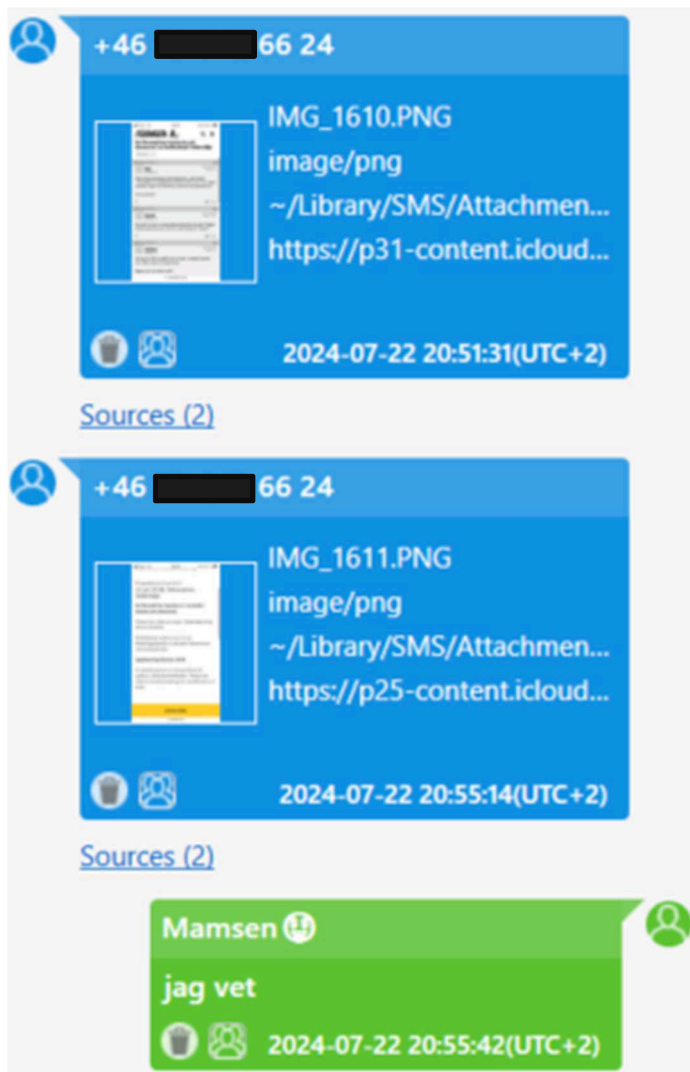 +46 66 24
IMG_1610.PNG
image/png
~/Library/SMS/Attachmen...
https://p31-content.icloud...
2024-07-22 20:51:31(UTC+2)
Sources (2)
+46 66 24
IMG_1611.PNG
image/png
~/Library/SMS/Attachmen...
https://p25-content.icloud...
2024-07-22 20:55:14(UTC+2)
Sources (2)
Mamsen
jag vet
2024-07-22 20:55:42(UTC+2)